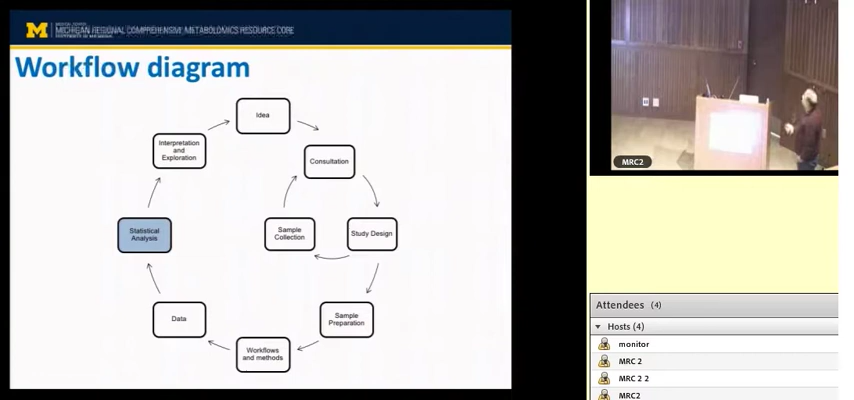 M
MICHIGAN REGIONAL COMPREHENSIVE METABOLOMICS RESOURCE CORE
Workflow diagram
Idea
Consultation
Study Design
Sample
Collection
Sample
Preparation
Workflows
and methods
Data
Statistical
Analysis
Interpretation
and
Exploration
MRC2
Attendees (4)
Hosts (4)
monitor
MRC 2
MRC 2 2
MRC2